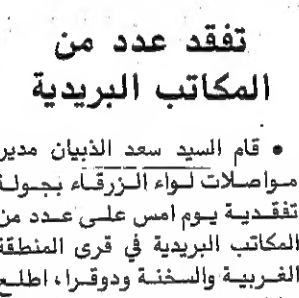 تفقد عدد من
المكاتب البريدية
● قام السيد سعد الذبيان مدير
مواصلات لواء الزرقاء بجولة
تفقدية يوم امس على عدد من
المكاتب البريدية في قرى المنطقة
الغربية والسخنة ودوقرا، اطلع